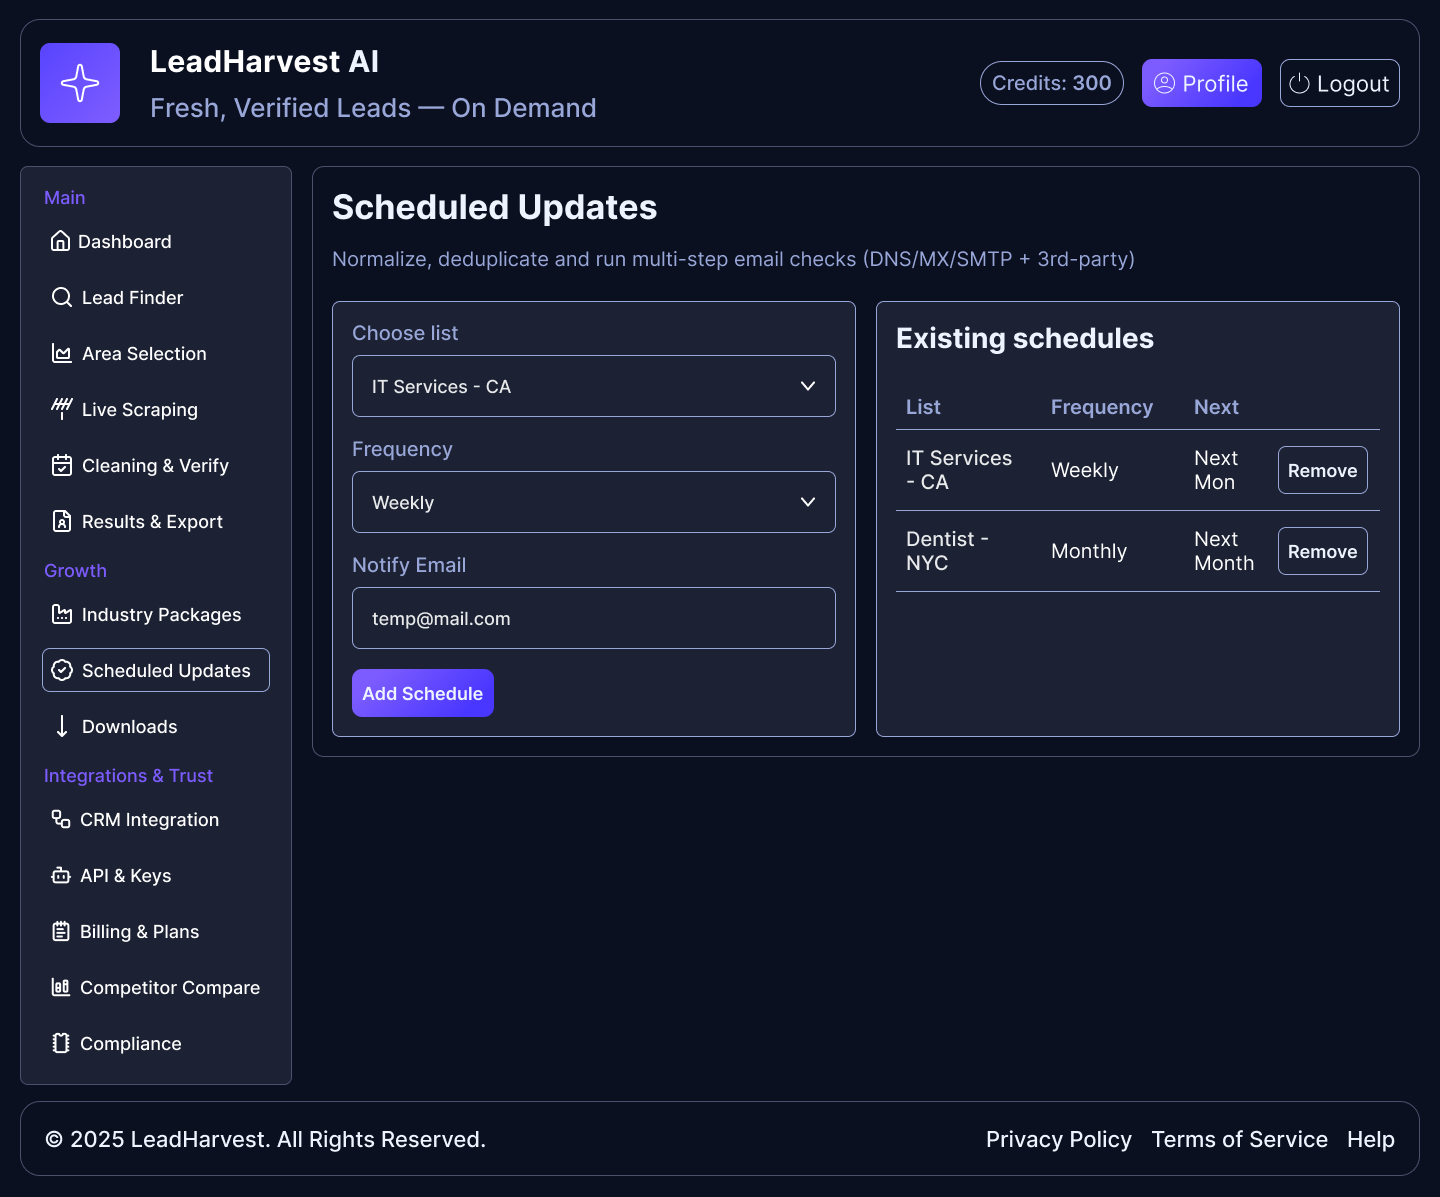 LeadHarvest AI
Fresh, Verified Leads — On Demand
Credits: 300
Profile
Logout
Main
Dashboard
Lead Finder
Area Selection
Live Scraping
Cleaning & Verify
Results & Export
Growth
Industry Packages
Scheduled Updates
Downloads
Integrations & Trust
CRM Integration
API & Keys
Billing & Plans
Competitor Compare
Compliance
Scheduled Updates
Normalize, deduplicate and run multi-step email checks (DNS/MX/SMTP + 3rd-party)
Choose list
IT Services - CA
Frequency
Weekly
Notify Email
temp@mail.com
Add Schedule
Existing schedules
List Frequency Next
IT Services
- CA
Weekly
Next
Mon
Remove
Dentist -
NYC
Monthly
Next
Month
Remove
© 2025 LeadHarvest. All Rights Reserved.
Privacy Policy Terms of Service Help